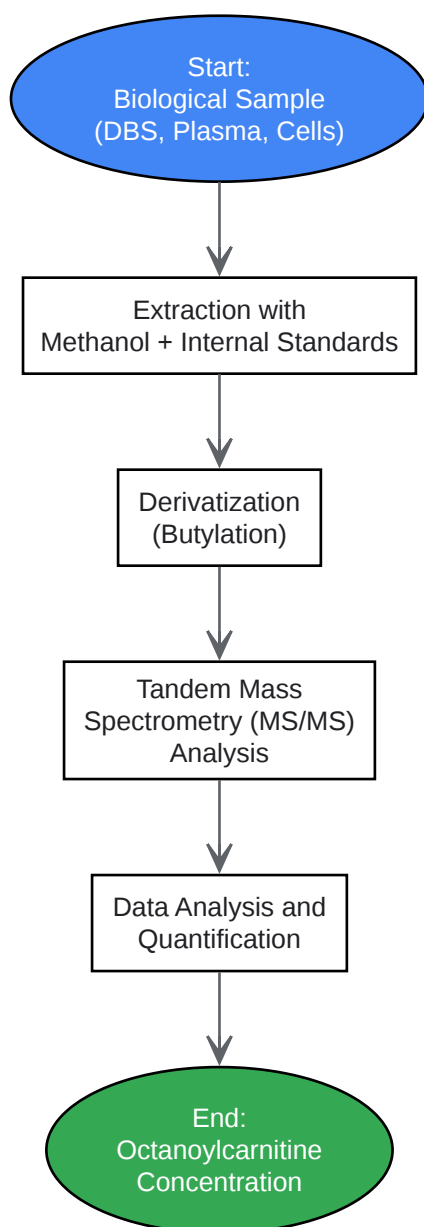 Start:
Biological Sample
(DBS, Plasma, Cells)
Extraction with
Methanol + Internal Standards
Derivatization
(Butylation)
Tandem Mass
Spectrometry (MS/MS)
Analysis
Data Analysis and
Quantification
End:
Octanoylcarnitine
Concentration